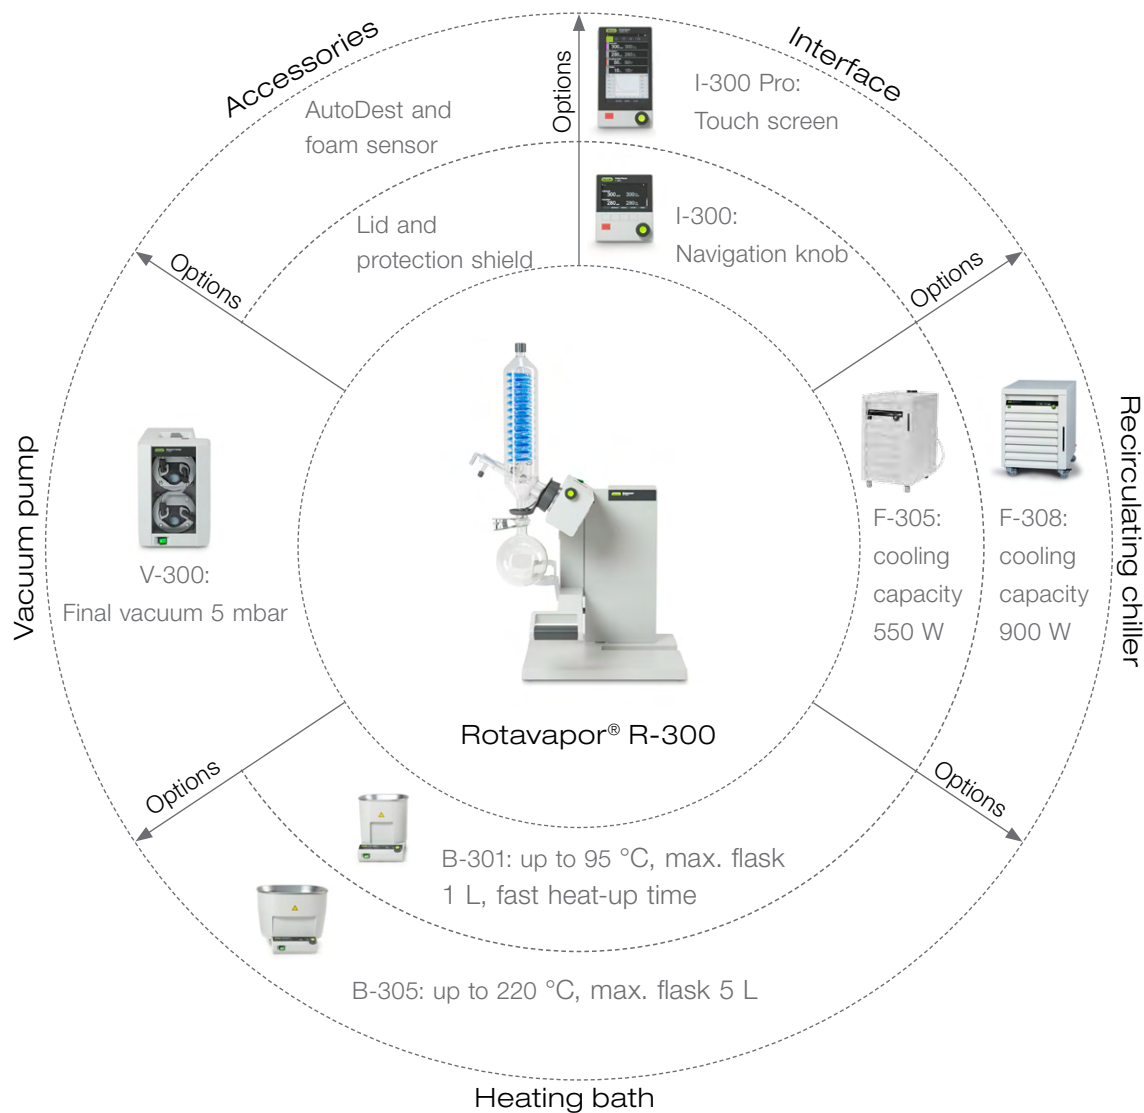 Accessories
Interface
Options
AutoDest and
foam sensor
I-300 Pro:
Touch screen
Lid and
protection shield
I-300:
Navigation knob
Options
Options
Vacuum pump
V-300:
Final vacuum 5 mbar
Recirculating chiller
F-305:
cooling
capacity
550 W
F-308:
cooling
capacity
900 W
Rotavapor® R-300
Options
Options
B-301: up to 95 °C, max. flask
1 L, fast heat-up time
B-305: up to 220 °C, max. flask 5 L
Heating bath